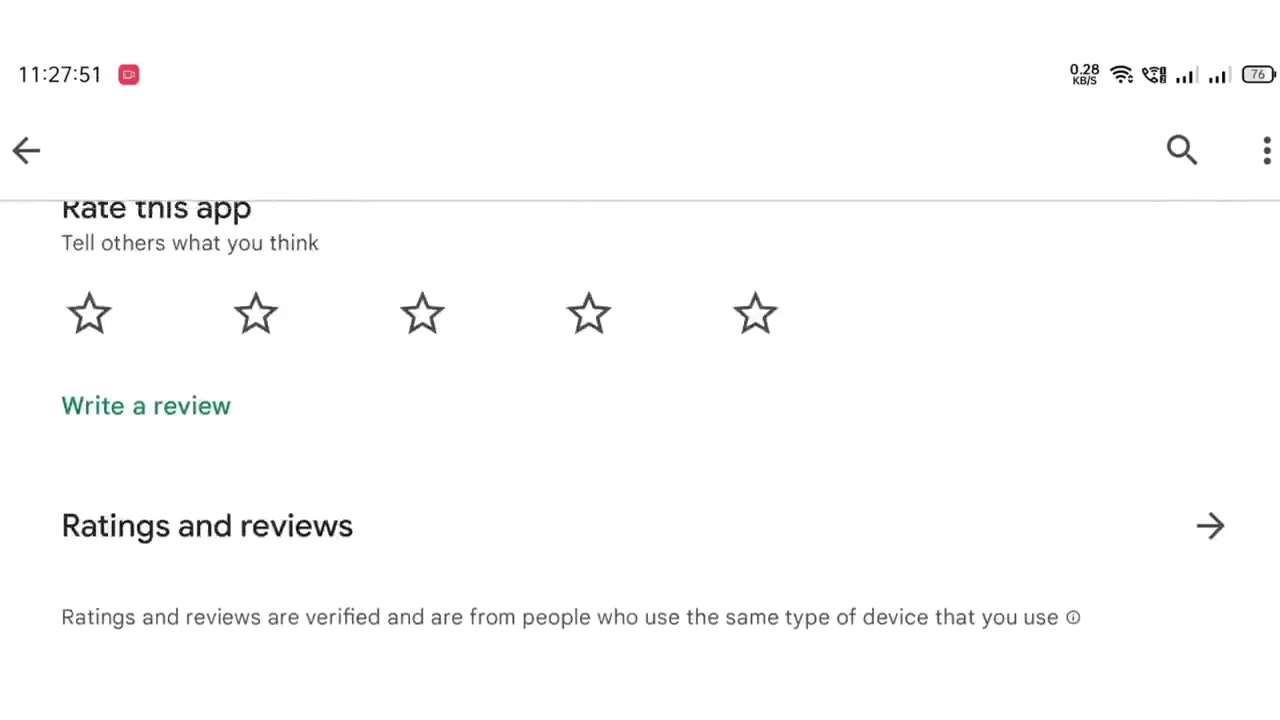 11:27:51
0.28
KB/S
76
Rate this app
Tell others what you think
Write a review
Ratings and reviews
Ratings and reviews are verified and are from people who use the same type of device that you use